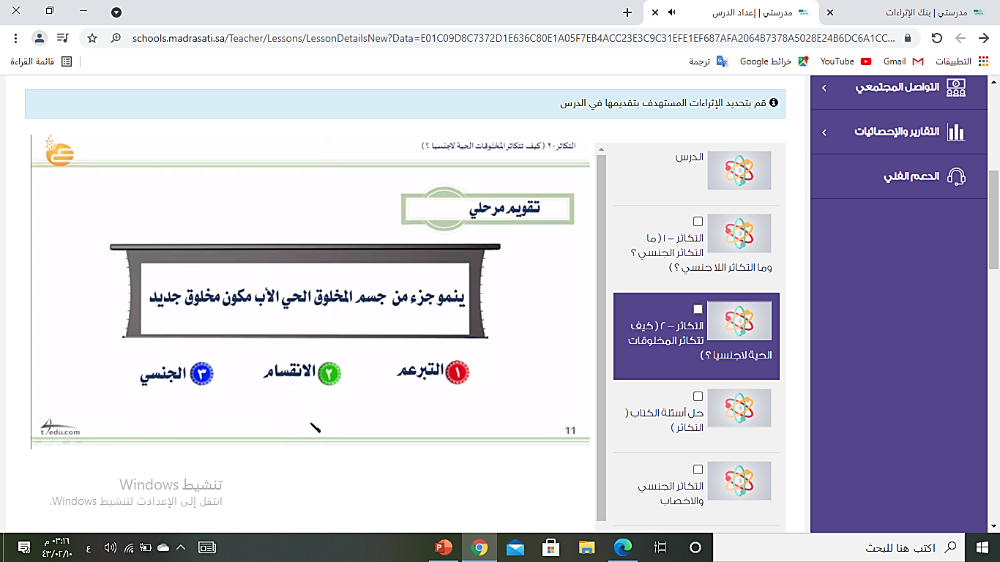 مدرستي | بنك الإثراءات
مدرستي | إعداد الدرس
schools.madrasati.sa/Teacher/Lessons/LessonDetailsNew?Data=E01C09D8C7372D1E636C80E1A05F7EB4ACC23E3C9C31EFE1EF687AFA2064B7378A5028E24B6DC6A1CC...
التطبيقات
Gmail
YouTube
خرائط Google
ترجمة
قائمة القراءة
التواصل المجتمعي
التقارير والإحصائيات
الدعم الفني
قم بتحديد الإثراءات المستهدف بتقديمها في الدرس
الدرس
التكاثر – ١ ( ما
التكاثر الجنسي ؟
وما التكاثر اللا جنسي ؟ )
التكاثر – ٢ ( كيف
تتكاثر المخلوقات
الحية لاجنسيا ؟ )
حل أسئلة الكتاب (
التكاثر )
التكاثر الجنسي
والاخصاب
التكاثر-٢ ( كيف تتكاثر المخلوقات الحية لاجنسيا ؟ )
تقويم مرحلي
ينمو جزء من جسم المخلوق الحي الأب مكون مخلوق جديد
١ التبرعم
٢ الانقسام
٣ الجنسي
t4edu.com
11
تنشيط Windows
انتقل إلى الإعدادت لتنشيط Windows.
اكتب هنا للبحث
ع
٠٣:١٦ م
٤٣/٠٢/١٠